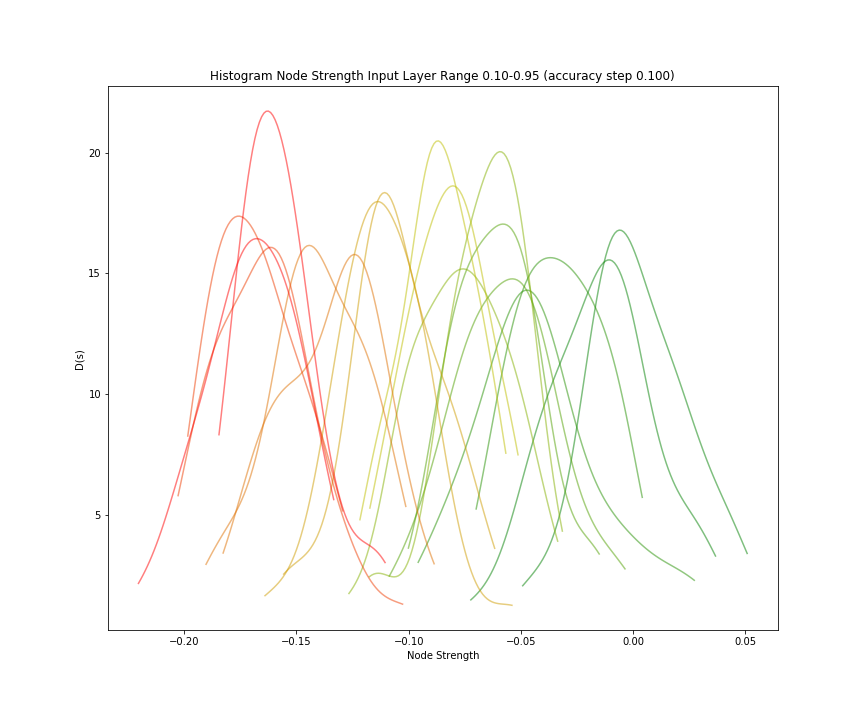 Histogram Node Strength Input Layer Range 0.10-0.95 (accuracy step 0.100)
D(s)
20
15
10
5
−0.20 −0.15 −0.10 −0.05 0.00 0.05
Node Strength